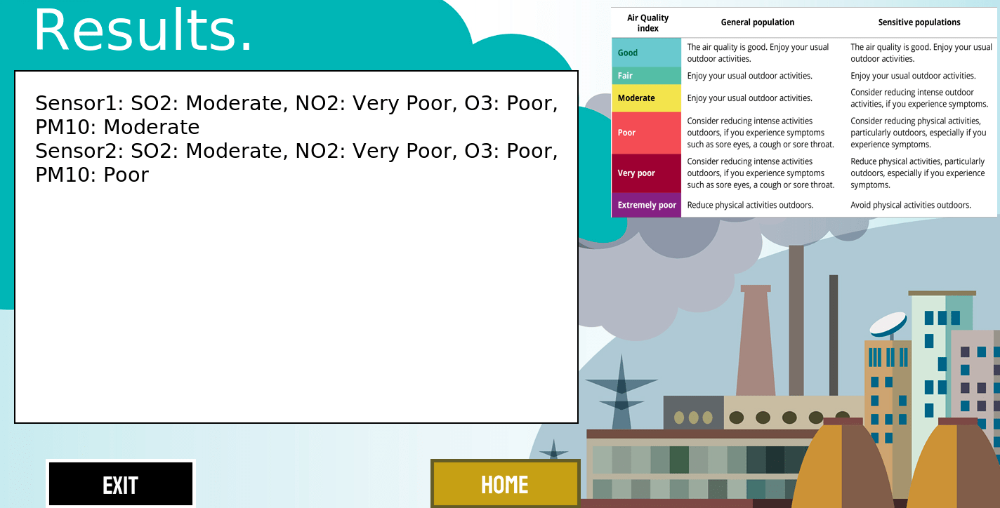 Results.
Sensor1: SO2: Moderate, NO2: Very Poor, O3: Poor,
PM10: Moderate
Sensor2: SO2: Moderate, NO2: Very Poor, O3: Poor,
PM10: Poor
Air Quality
index
General population
Sensitive populations
Good
The air quality is good. Enjoy your usual
outdoor activities.
The air quality is good. Enjoy your usual
outdoor activities.
Fair
Enjoy your usual outdoor activities.
Enjoy your usual outdoor activities.
Moderate
Enjoy your usual outdoor activities.
Consider reducing intense outdoor
activities, if you experience symptoms.
Poor
Consider reducing intense activities
outdoors, if you experience symptoms
such as sore eyes, a cough or sore throat.
Consider reducing physical activities,
particularly outdoors, especially if you
experience symptoms.
Very poor
Consider reducing intense activities
outdoors, if you experience symptoms
such as sore eyes, a cough or sore throat.
Reduce physical activities, particularly
outdoors, especially if you experience
symptoms.
Extremely poor
Reduce physical activities outdoors.
Avoid physical activities outdoors.
EXIT
HOME